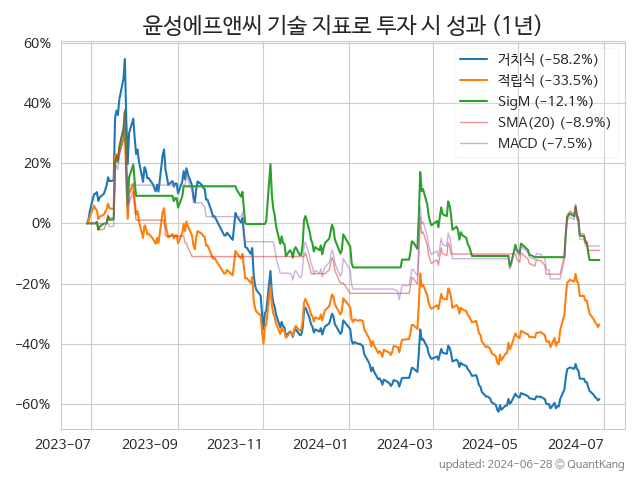 윤성에프앤씨 기술 지표로 투자 시 성과 (1년)
60%
40%
20%
0%
−20%
−40%
−60%
거치식 (−58.2%)
적립식 (−33.5%)
SigM (−12.1%)
SMA(20) (−8.9%)
MACD (−7.5%)
2023-07 2023-09 2023-11 2024-01 2024-03 2024-05 2024-07
updated: 2024-06-28 © QuantKang